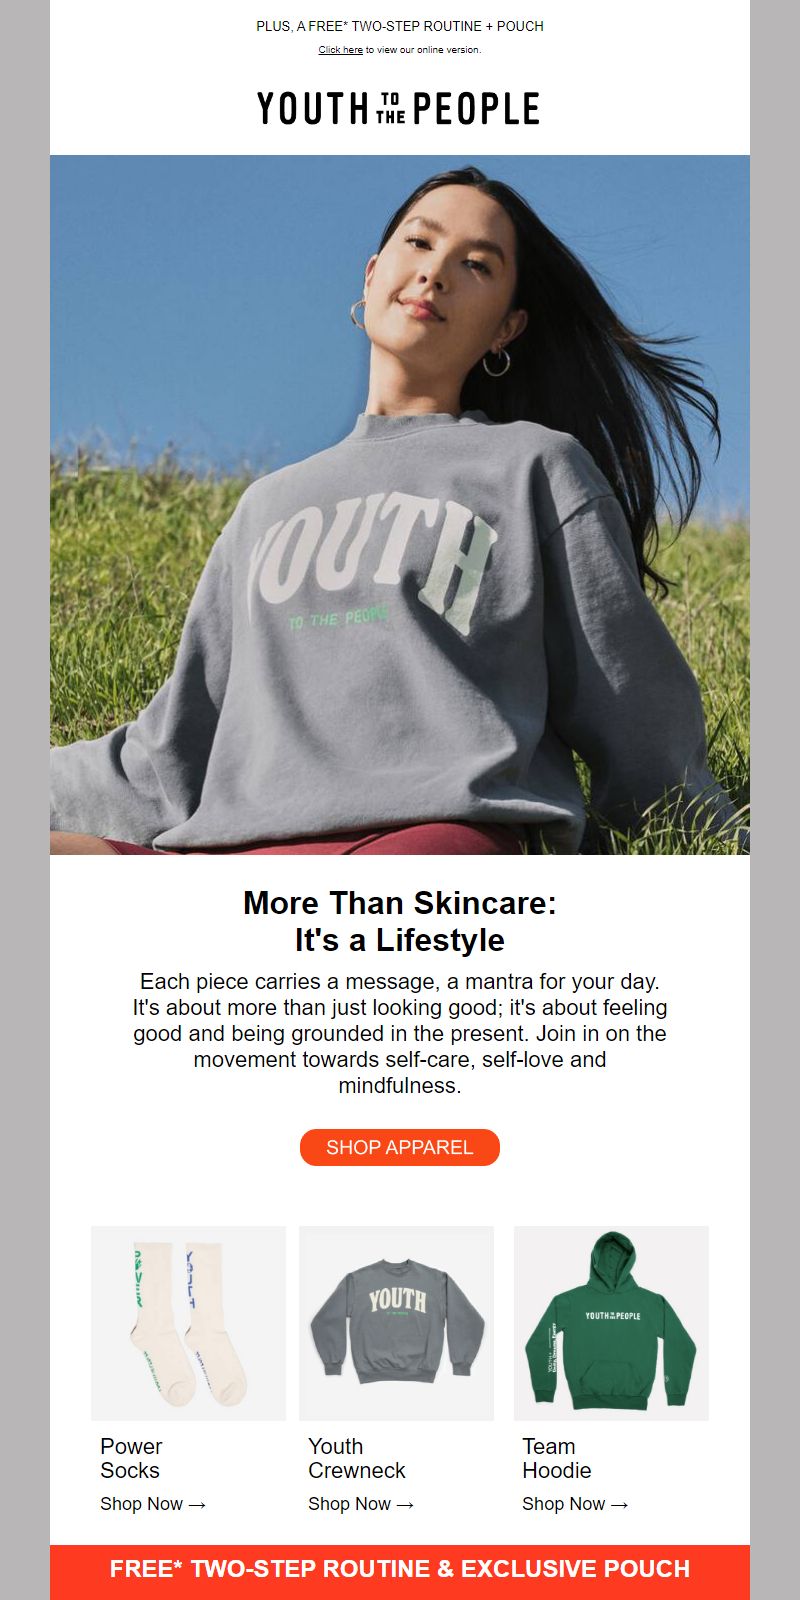 PLUS, A FREE* TWO-STEP ROUTINE + POUCH
Click here to view our online version.
YOUTH TO THE PEOPLE
YOUTH
TO THE PEOPLE
More Than Skincare:
It's a Lifestyle
Each piece carries a message, a mantra for your day.
It's about more than just looking good; it's about feeling
good and being grounded in the present. Join in on the
movement towards self-care, self-love and
mindfulness.
SHOP APPAREL
YOUTH
TO THE PEOPLE
YOUTH TO THE PEOPLE
Power
Socks
Shop Now →
Youth
Crewneck
Shop Now →
Team
Hoodie
Shop Now →
FREE* TWO-STEP ROUTINE & EXCLUSIVE POUCH